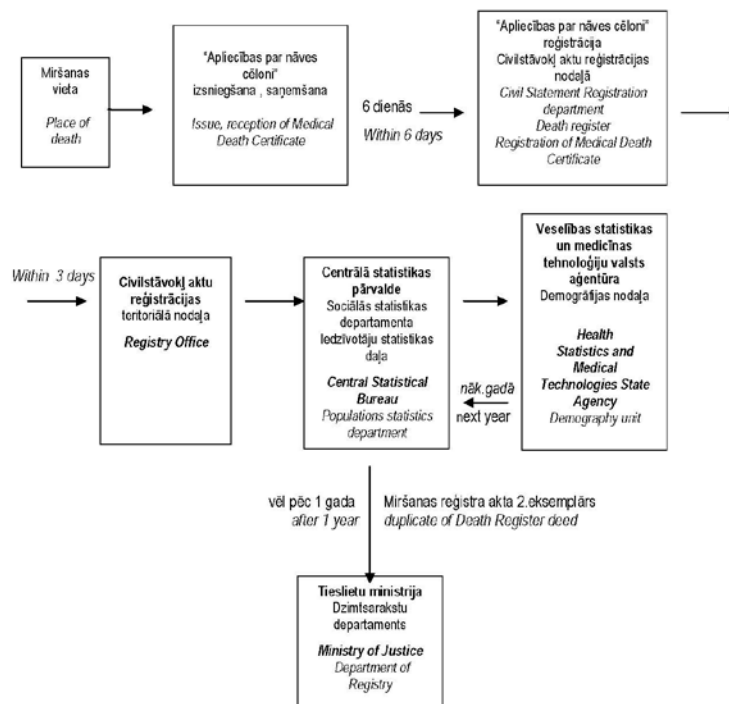 Miršanas
vieta
Place of
death
"Apliecības par nāves
cēloni"
izsniegšana , saņemšana
Issue, reception of Medical
Death Certificate
6 dienās
Within 6 days
"Apliecības par nāves cēloni"
reģistrācija
Civilstāvokļ aktu reģistrācijas
nodaļā
Civil Statement Registration
department
Death register
Registration of Medical Death
Certificate
Within 3 days
Civilstāvokļ aktu
reģistrācijas
teritoriālā nodaļa
Registry Office
Centrālā statistikas
pārvalde
Sociālās statistikas
departamenta
Iedzīvotāju statistikas
daļa
Central Statistical
Bureau
Populations statistics
department
nāk.gadā
next year
Veselības statistikas
un medicīnas
tehnoloģiju valsts
aģentūra
Demogrāfijas nodaļa
Health
Statistics and
Medical
Technologies State
Agency
Demography unit
vēl pēc 1 gada
after 1 year
Miršanas reģistra akta 2.eksemplārs
duplicate of Death Register deed
Tieslietu ministrija
Dzimtsarakstu
departaments
Ministry of Justice
Department of
Registry